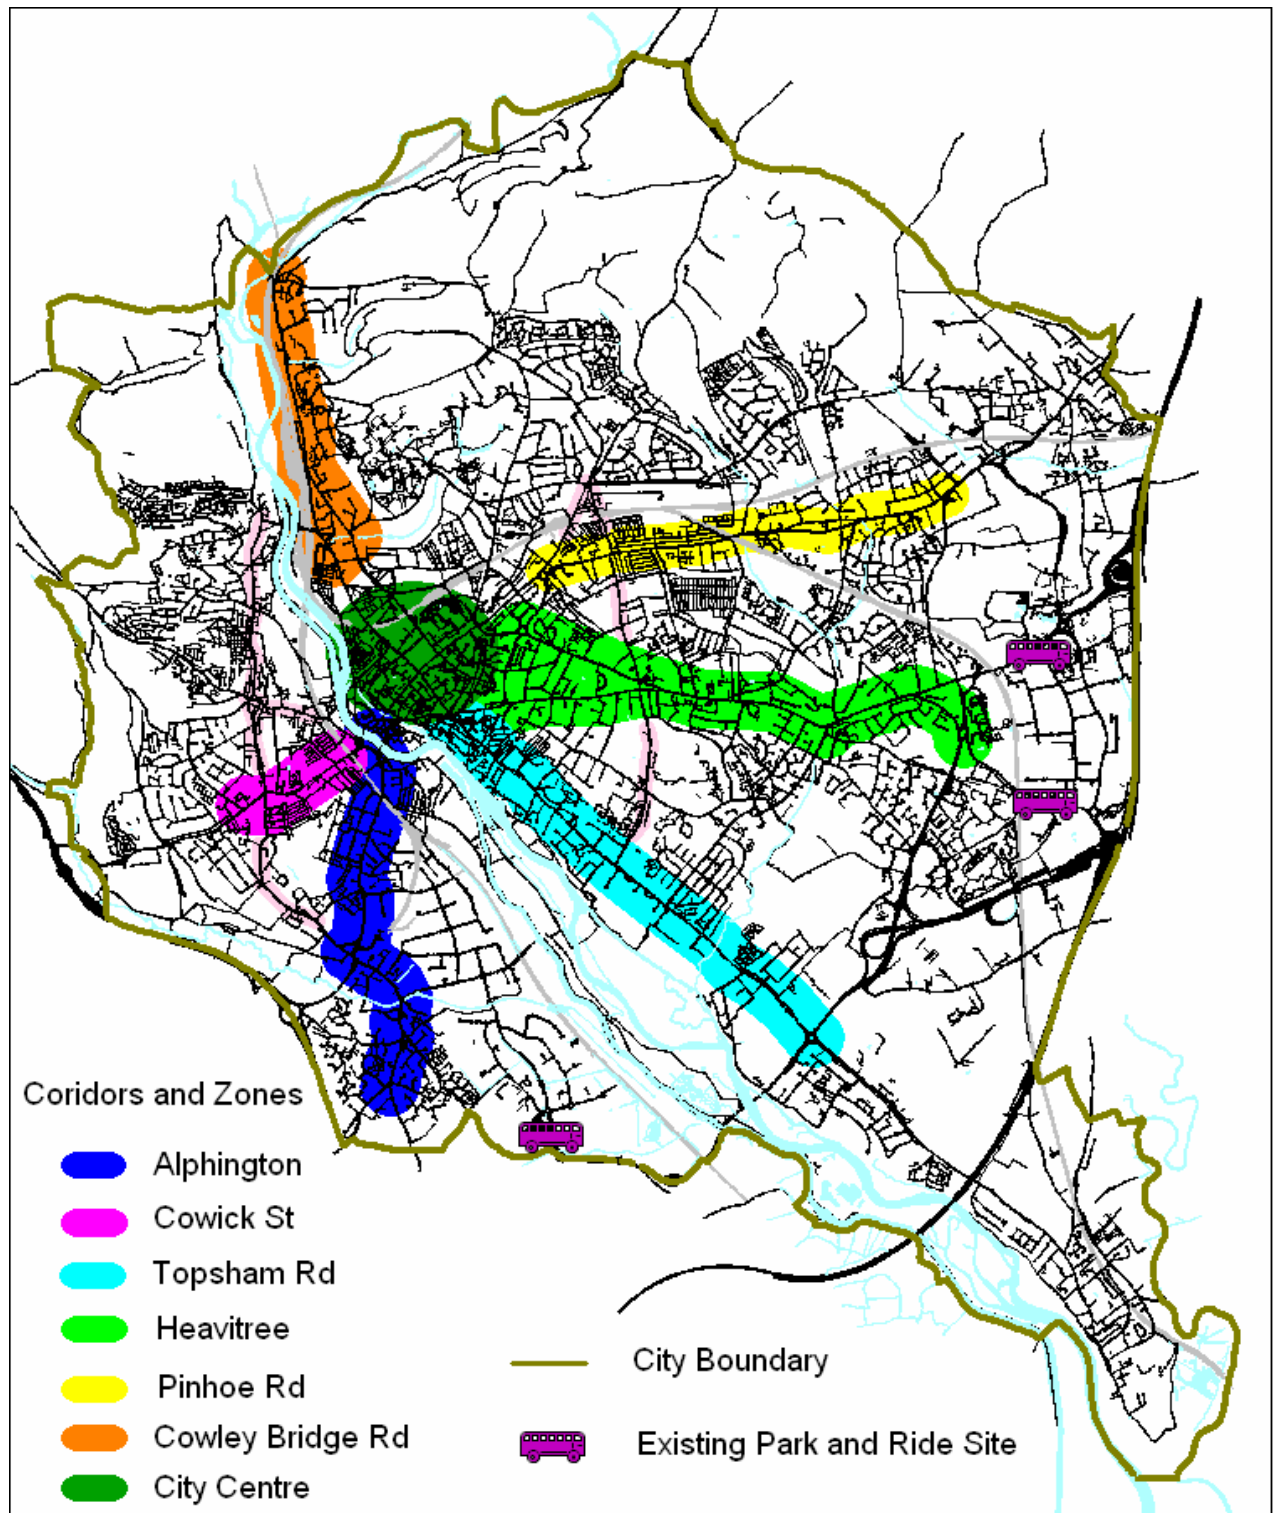 Coridors and Zones
Alphington
Cowick St
Topsham Rd
Heavitree
Pinhoe Rd
Cowley Bridge Rd
City Centre
City Boundary
Existing Park and Ride Site